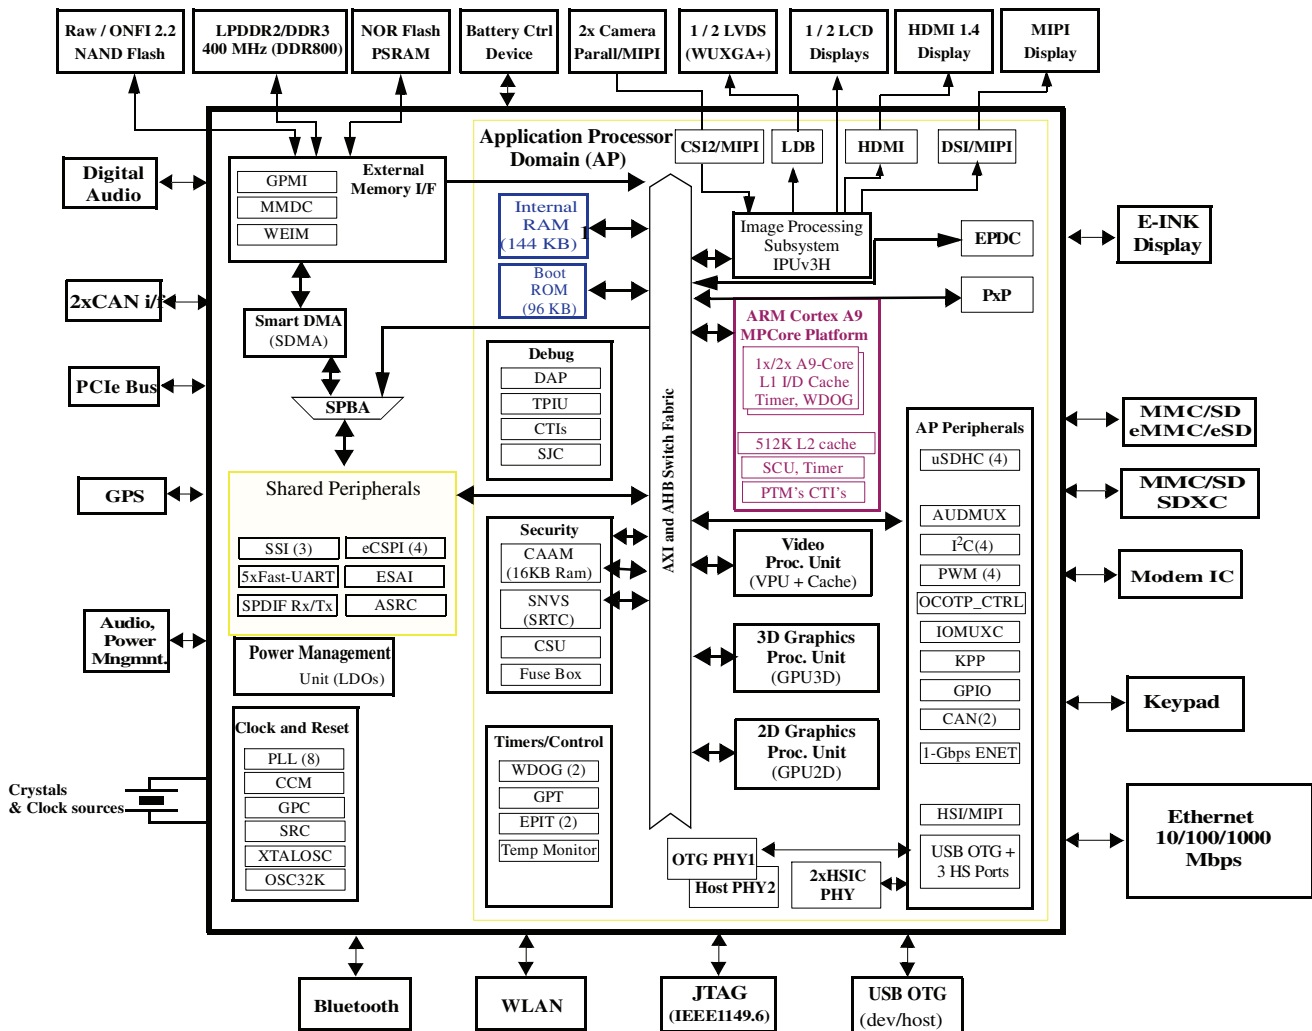 Raw / ONFI 2.2
NAND Flash
LPDDR2/DDR3
400 MHz (DDR800)
NOR Flash
PSRAM
Battery Ctrl
Device
2x Camera
Parall/MIPI
1 / 2 LVDS
(WUXGA+)
1 / 2 LCD
Displays
HDMI 1.4
Display
MIPI
Display
Digital
Audio
2xCAN i/f
PCIe Bus
GPS
Audio,
Power
Mngmnt.
Crystals
& Clock sources
External
Memory I/F
GPMI
MMDC
WEIM
Smart DMA
(SDMA)
SPBA
Shared Peripherals
SSI (3)
eCSPI (4)
5xFast-UART
ESAI
SPDIF Rx/Tx
ASRC
Power Management
Unit (LDOs)
Clock and Reset
PLL (8)
CCM
GPC
SRC
XTALOSC
OSC32K
Application Processor
Domain (AP)
Internal
RAM
(144 KB)
1
Boot
ROM
(96 KB)
Debug
DAP
TPIU
CTIs
SJC
Security
CAAM
(16KB Ram)
SNVS
(SRTC)
CSU
Fuse Box
Timers/Control
WDOG (2)
GPT
EPIT (2)
Temp Monitor
AXI and AHB Switch Fabric
CSI2/MIPI
LDB
HDMI
DSI/MIPI
Image Processing
Subsystem
IPUv3H
EPDC
PxP
ARM Cortex A9
MPCore Platform
1x/2x A9-Core
L1 I/D Cache
Timer, WDOG
512K L2 cache
SCU, Timer
PTM's CTI's
Video
Proc. Unit
(VPU + Cache)
3D Graphics
Proc. Unit
(GPU3D)
2D Graphics
Proc. Unit
(GPU2D)
OTG PHY1
Host PHY2
2xHSIC
PHY
AP Peripherals
uSDHC (4)
AUDMUX
I²C(4)
PWM (4)
OCOTP_CTRL
IOMUXC
KPP
GPIO
CAN(2)
1-Gbps ENET
HSI/MIPI
USB OTG +
3 HS Ports
E-INK
Display
MMC/SD
eMMC/eSD
MMC/SD
SDXC
Modem IC
Keypad
Ethernet
10/100/1000
Mbps
Bluetooth
WLAN
JTAG
(IEEE1149.6)
USB OTG
(dev/host)